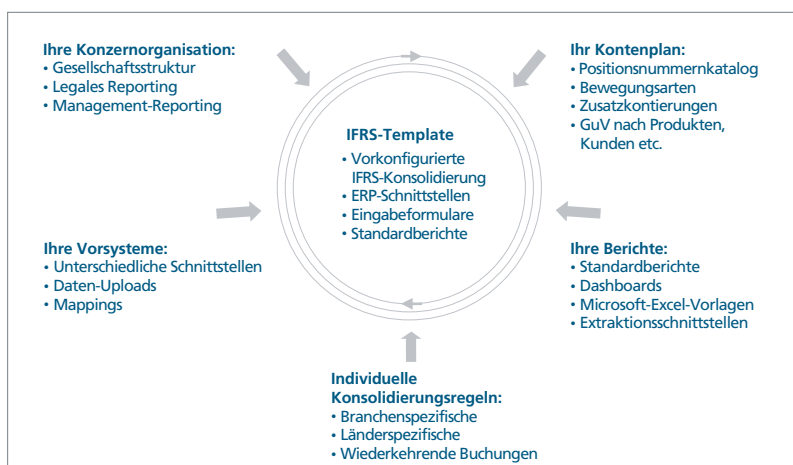 Ihre Konzernorganisation:
• Gesellschaftsstruktur
• Legales Reporting
• Management-Reporting
Ihr Kontenplan:
• Positionsnummernkatalog
• Bewegungsarten
• Zusatzkontierungen
• GuV nach Produkten,
Kunden etc.
IFRS-Template
• Vorkonfigurierte
IFRS-Konsolidierung
• ERP-Schnittstellen
• Eingabeformulare
• Standardberichte
Ihre Vorsysteme:
• Unterschiedliche Schnittstellen
• Daten-Uploads
• Mappings
Ihre Berichte:
• Standardberichte
• Dashboards
• Microsoft-Excel-Vorlagen
• Extraktionsschnittstellen
Individuelle
Konsolidierungsregeln:
• Branchenspezifische
• Länderspezifische
• Wiederkehrende Buchungen